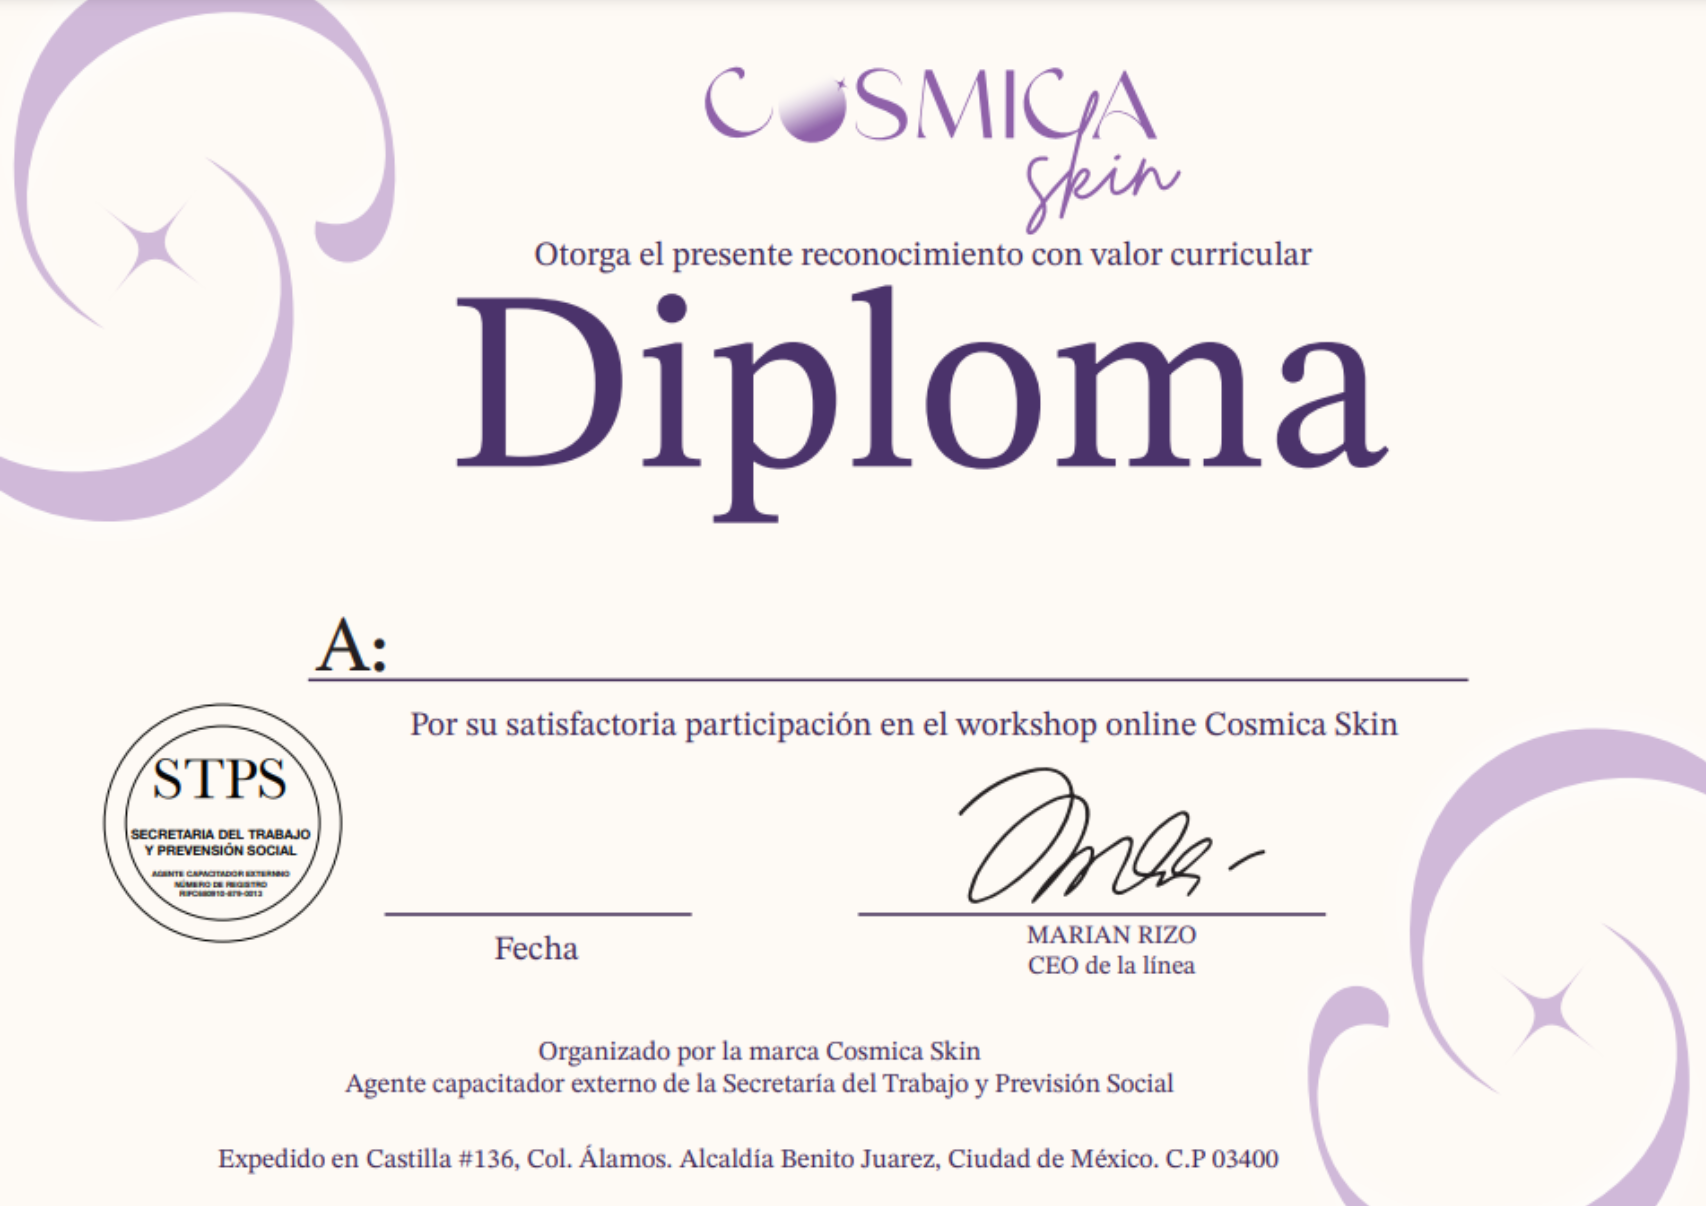 COSMICA
skin
Otorga el presente reconocimiento con valor curricular
Diploma
A:
Por su satisfactoria participación en el workshop online Cosmica Skin
STPS
SECRETARIA DEL TRABAJO
Y PREVENSIÓN SOCIAL
AGENTE CAPACITADOR EXTERNNO
NÚMERO DE REGISTRO
Fecha
MARIAN RIZO
CEO de la línea
Organizado por la marca Cosmica Skin
Agente capacitador externo de la Secretaría del Trabajo y Previsión Social
Expedido en Castilla #136, Col. Álamos. Alcaldía Benito Juarez, Ciudad de México. C.P 03400